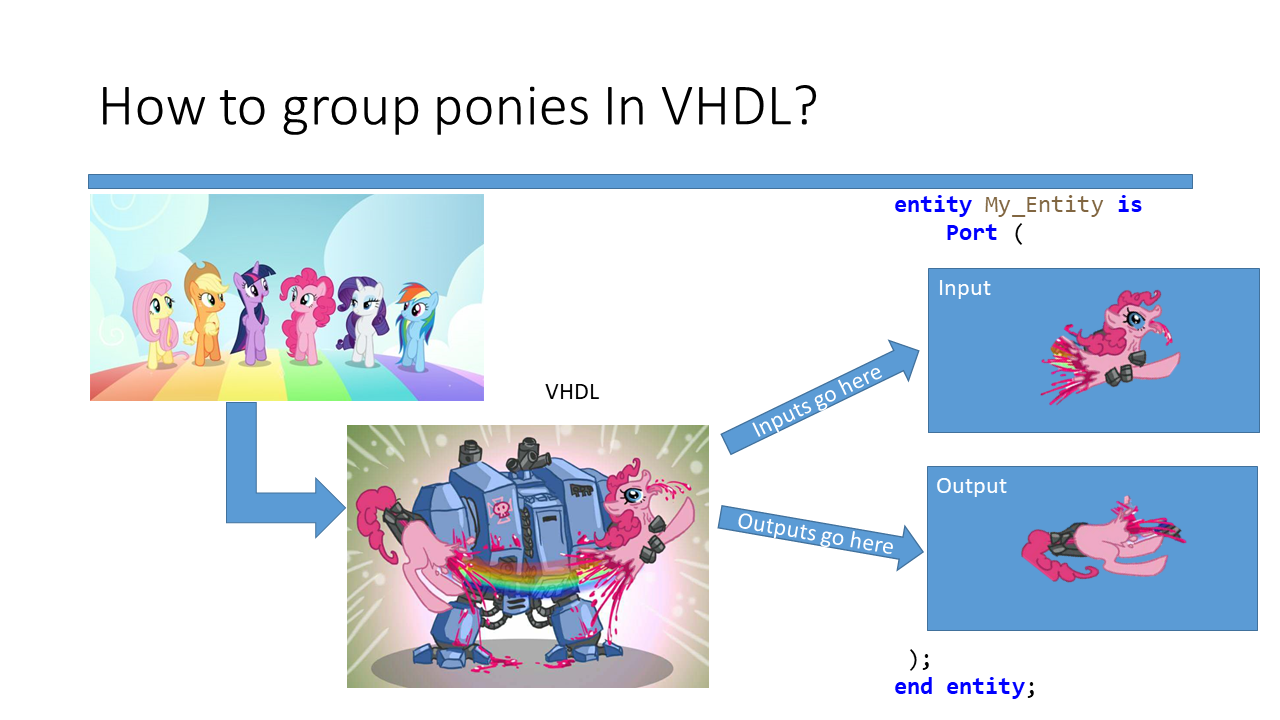 How to group ponies In VHDL?
entity My_Entity is
Port (
Input
VHDL
Inputs go here
Output
Outputs go here
);
end entity;